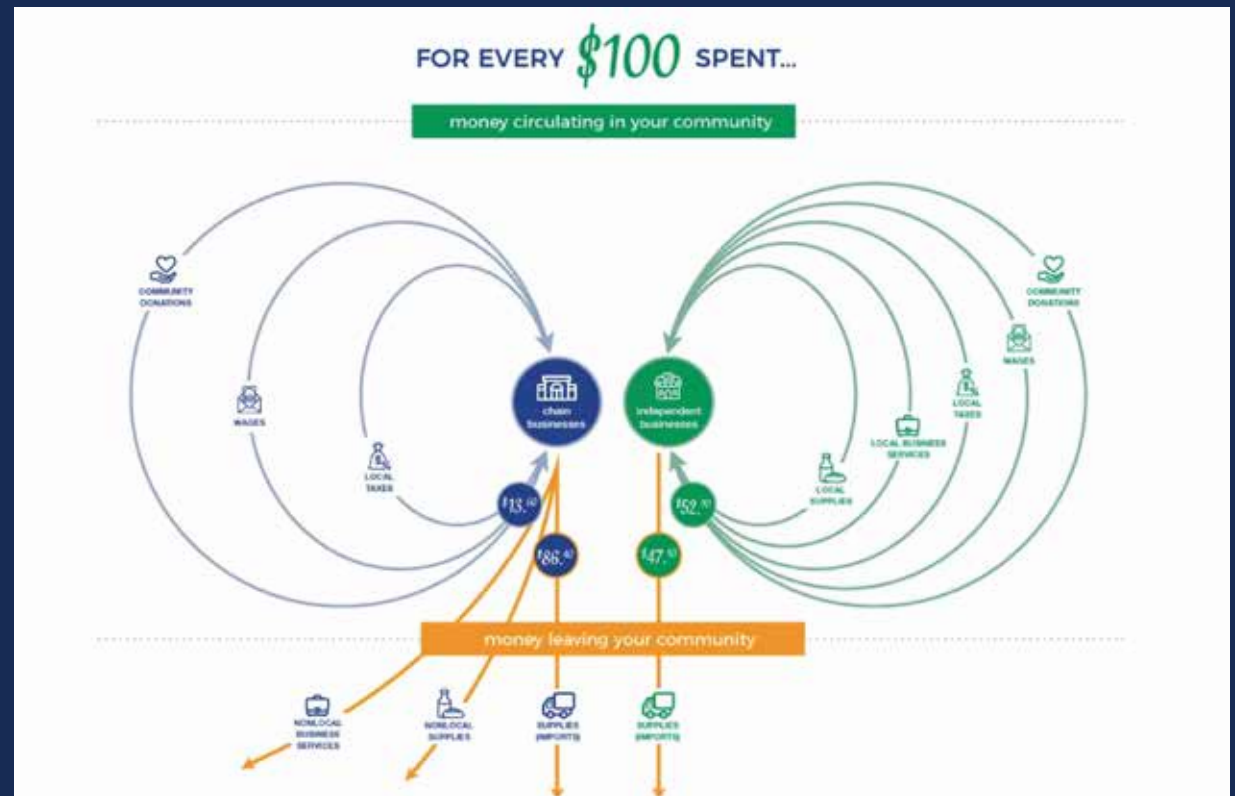 FOR EVERY $100 SPENT...
money circulating in your community
COMMUNITY
DONATIONS
WAGES
LOCAL
TAXES
chain
businesses
$13.60
$86.40
independent
businesses
$52.
$47.
COMMUNITY
DONATIONS
WAGES
LOCAL
TAXES
LOCAL BUSINESS
SERVICES
LOCAL
SUPPLIES
money leaving your community
NONLOCAL
BUSINESS
SERVICES
NONLOCAL
SUPPLIES
SUPPLIES
(IMPORTS)
SUPPLIES
(IMPORTS)